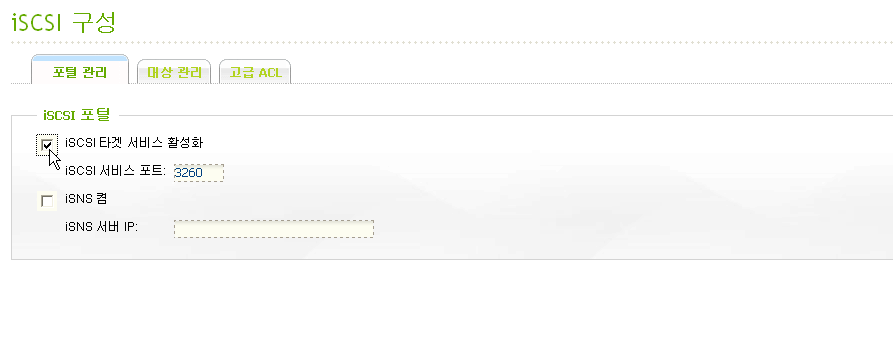 iSCSI 구성
포털 관리 대상 관리 고급 ACL
iSCSI 포털
iSCSI 타겟 서비스 활성화
iSCSI 서비스 포트: 3260
iSNS 켬
iSNS 서버 IP: